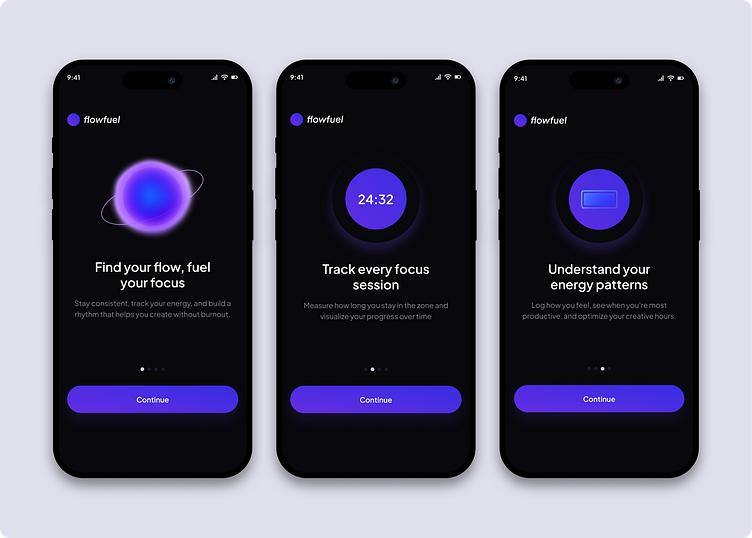 9:41
flowfuel
Find your flow, fuel
your focus
Stay consistent, track your energy, and build a
rhythm that helps you create without burnout.
Continue
9:41
flowfuel
24:32
Track every focus
session
Measure how long you stay in the zone and
visualize your progress over time
Continue
9:41
flowfuel
Understand your
energy patterns
Log how you feel, see when you're most
productive, and optimize your creative hours.
Continue